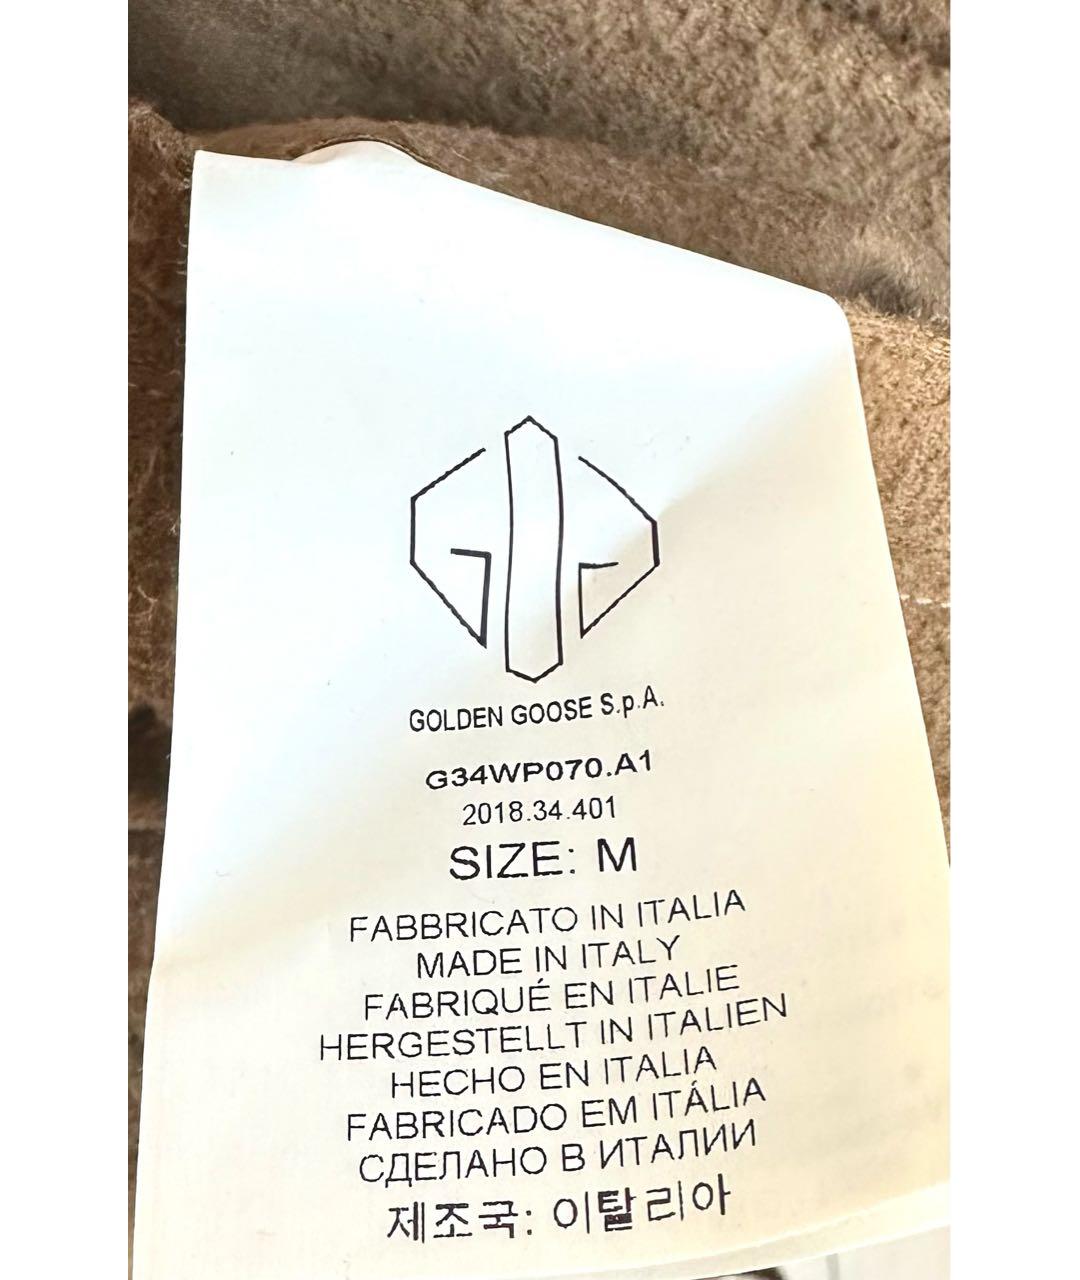 GOLDEN GOOSE S.p.A.
G34WP070.A1
2018.34.401
SIZE: M
FABBRICATO IN ITALIA
MADE IN ITALY
FABRIQUÉ EN ITALIE
HERGESTELLT IN ITALIEN
HECHO EN ITALIA
FABRICADO EM ITÁLIA
СДЕЛАНО В ИТАЛИИ
제조국: 이탈리아